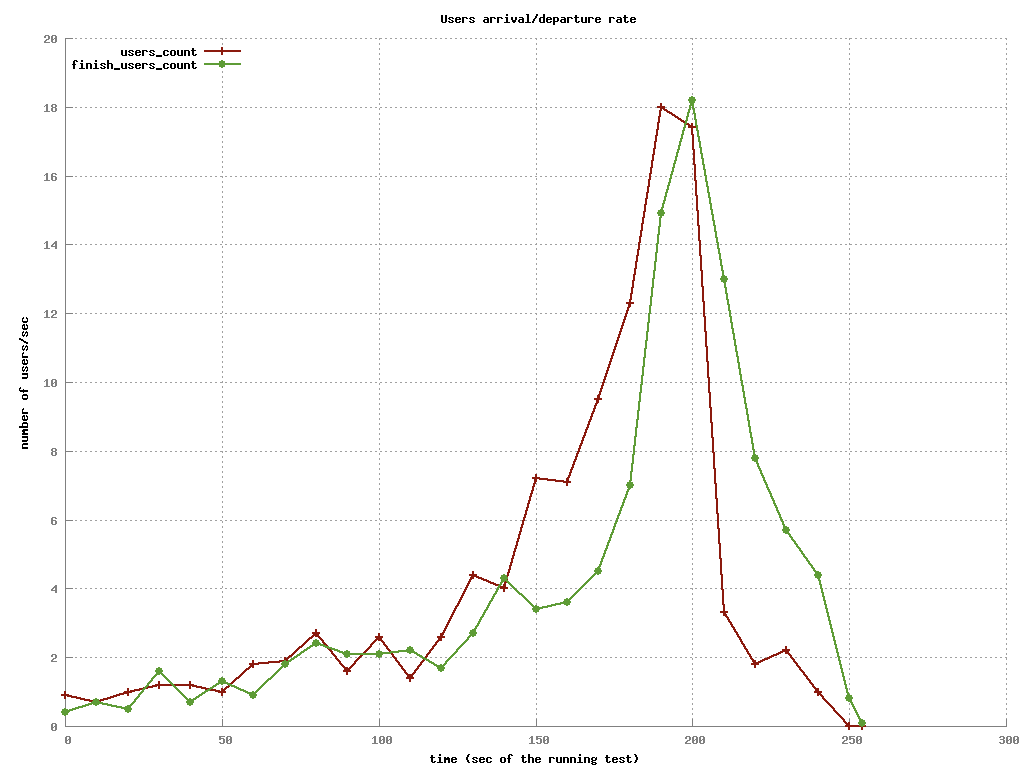 Users arrival/departure rate
users_count
finish_users_count
20
18
16
14
12
10
8
6
4
2
0
number of users/sec
0 50 100 150 200 250 300
time (sec of the running test)